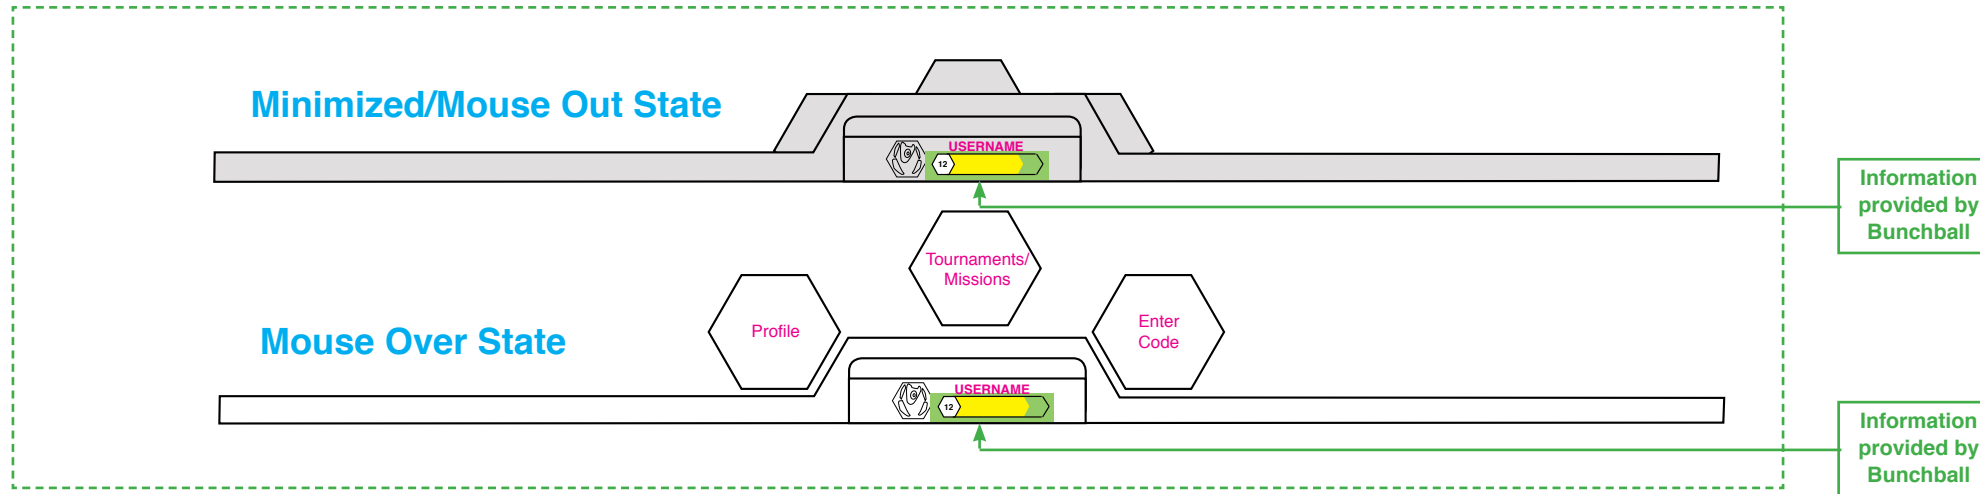 Minimized/Mouse Out State
USERNAME
12
Information
provided by
Bunchball
Tournaments/
Missions
Profile
Enter
Code
Mouse Over State
USERNAME
12
Information
provided by
Bunchball